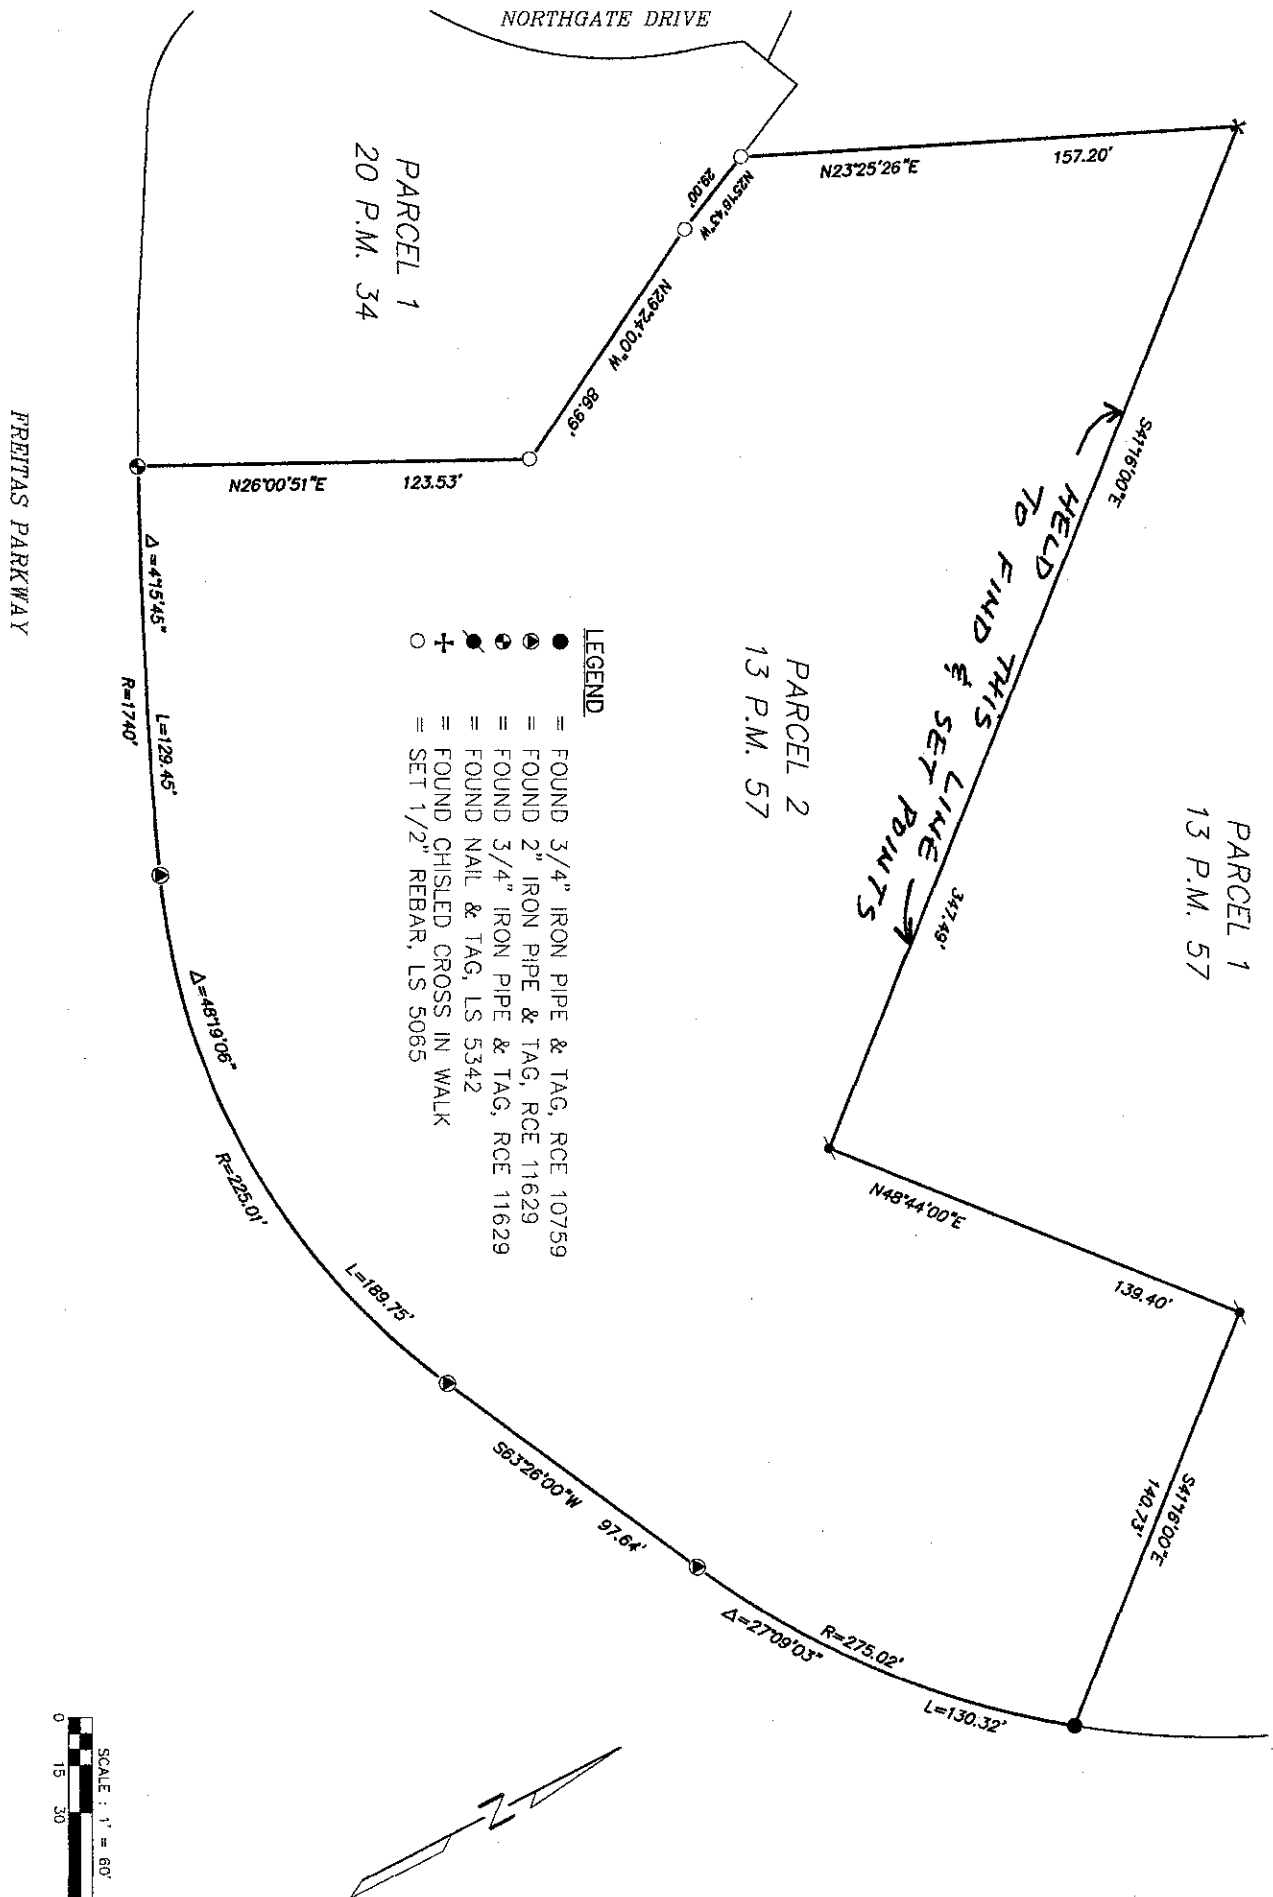 NORTHGATE DRIVE
N23°25'26"E 157.20'
N25°16'43"W
29.00'
PARCEL 1
20 P.M. 34
N29°24'00"W 86.99'
N26°00'51"E 123.53'
FREITAS PARKWAY
S41°16'00"E
347.49'
HELD THIS LINE
TO FIND & SET POINTS
PARCEL 1
13 P.M. 57
PARCEL 2
13 P.M. 57
LEGEND
= FOUND 3/4" IRON PIPE & TAG, RCE 10759
= FOUND 2" IRON PIPE & TAG, RCE 11629
= FOUND 3/4" IRON PIPE & TAG, RCE 11629
= FOUND NAIL & TAG, LS 5342
= FOUND CHISLED CROSS IN WALK
= SET 1/2" REBAR, LS 5065
Δ=4°15'45" L=129.45'
R=1740'
Δ=48°19'06"
R=225.01'
L=189.75'
N48°44'00"E 139.40'
S63°26'00"W 97.64'
S41°16'00"E
140.73'
Δ=27°09'03"
R=275.02'
L=130.32'
N
SCALE : 1" = 60'
0 15 30